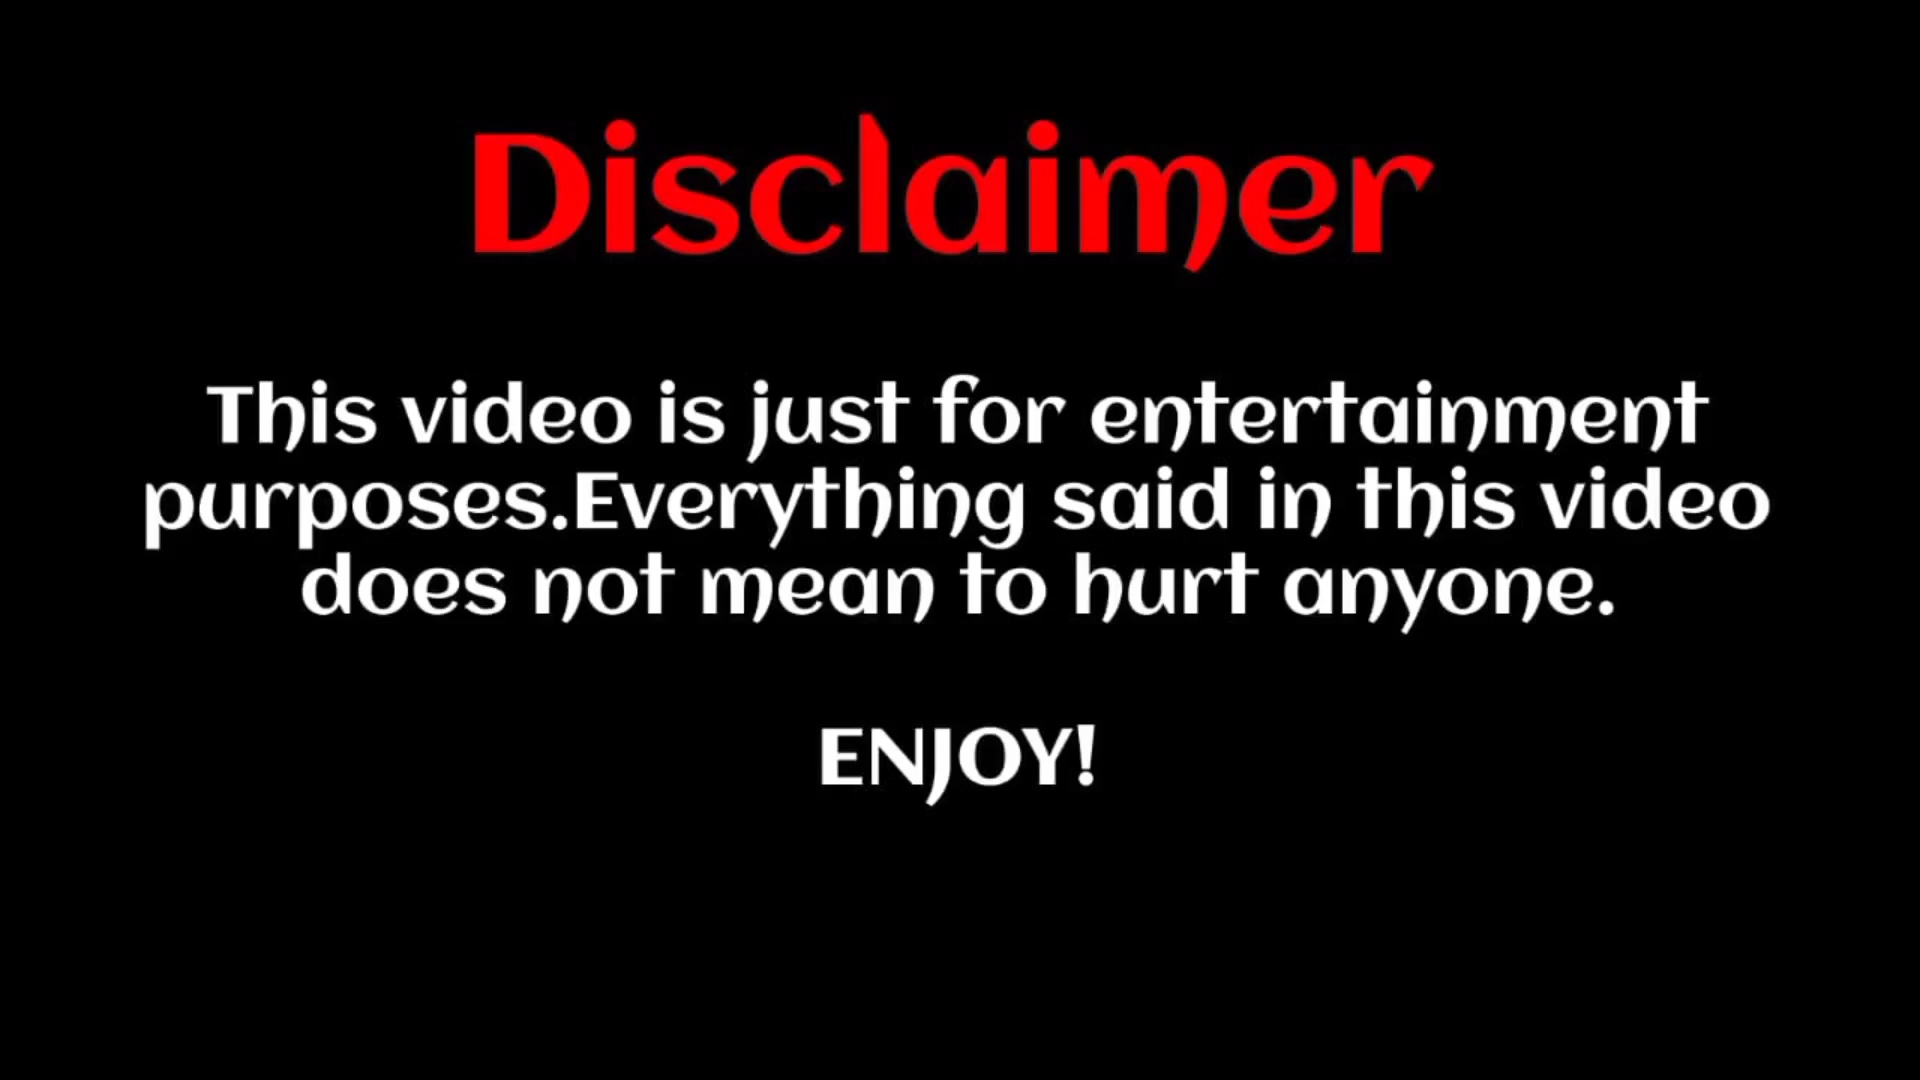 Disclaimer
This video is just for entertainment
purposes.Everything said in this video
does not mean to hurt anyone.
ENJOY!